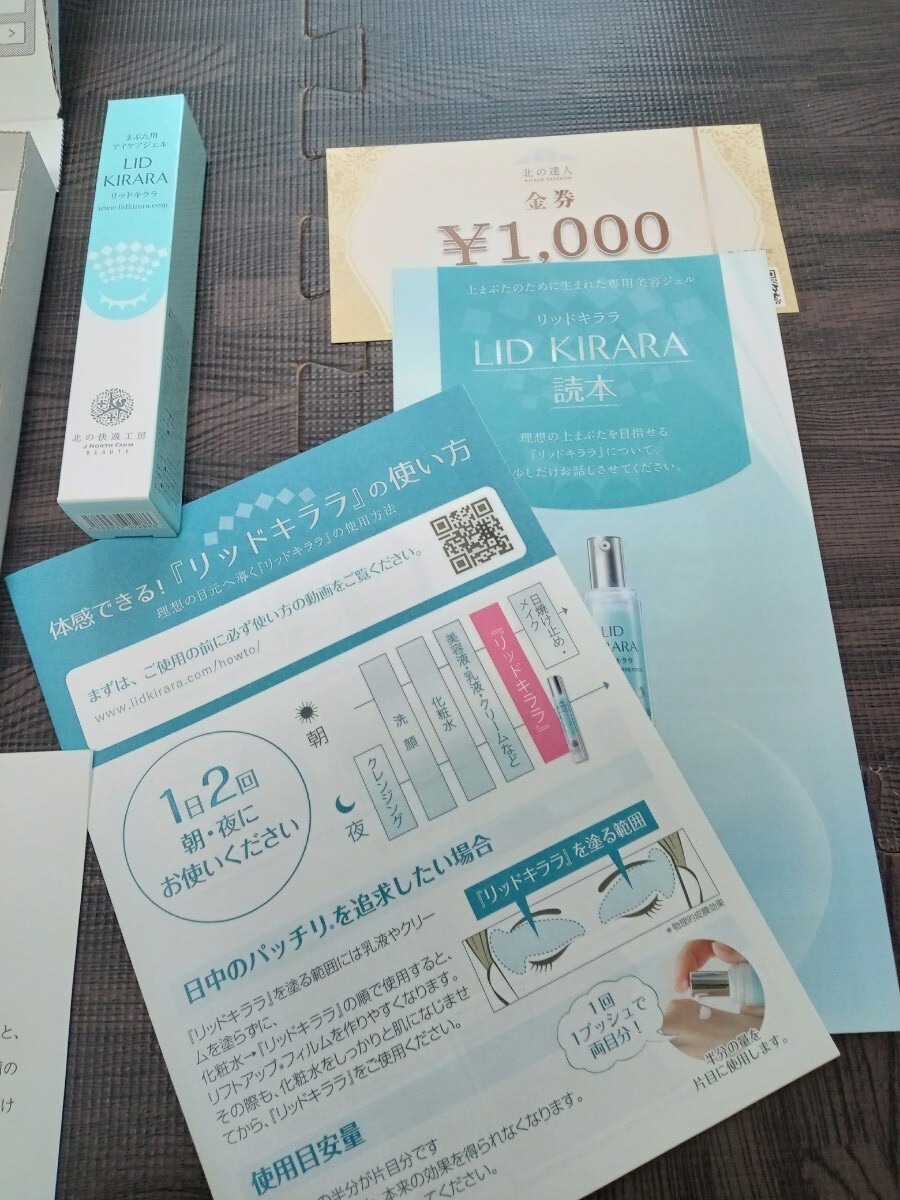 まぶた用
アイケアジェル
LID
KIRARA
リッドキララ
www.lidkirara.com
北の快適工房
J NORTH FARM
BEAUTY
北の達人
金券
¥1,000
上まぶたのために生まれた専用美容ジェル
リッドキララ
LID KIRARA
読本
理想の上まぶたを目指せる
『リッドキララ』について、
少しだけお話しさせてください。
LID
体感できる!『リッドキララ』の使い方
理想の目元へ導く『リッドキララ』の使用方法
まずは、ご使用の前に必ず使い方の動画をご覧ください。
www.lidkirara.com/howto/
1日2回
朝・夜に
お使いください
朝
夜
クレンジング
洗顔
化粧水
美容液・乳液・クリームなど
『リッドキララ』
日焼け止め・
メイク
日中のパッチリ*を追求したい場合
『リッドキララ』を塗る範囲には乳液やクリー
ムを塗らずに、
化粧水→『リッドキララ』の順で使用すると、
リフトアップ*フィルムを作りやすくなります。
その際も、化粧水をしっかりと肌になじませ
てから、『リッドキララ』をご使用ください。
『リッドキララ』を塗る範囲
*物理的皮膜効果
1回
1プッシュで
両目分!
半分の量を
片目に使用します。
使用目安量
の半分が片目分です
本来の効果を得られなくなります。
てください。
と、
の
け